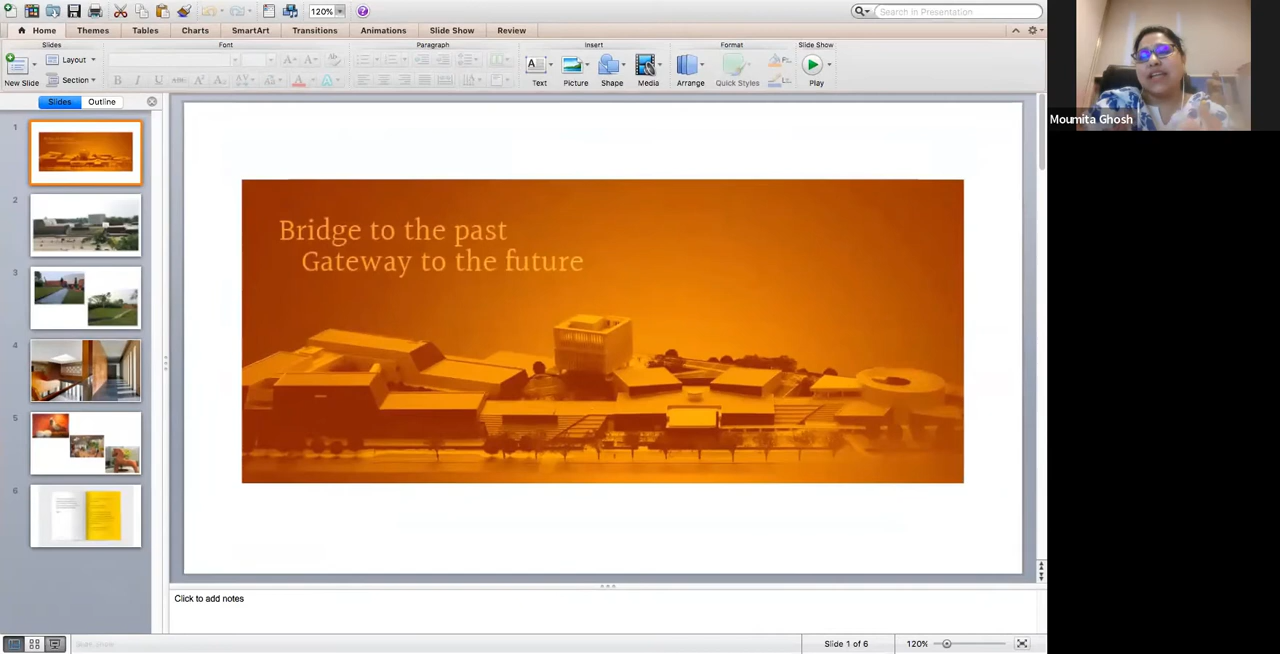 120%
Search in Presentation
Home
Themes
Tables
Charts
SmartArt
Transitions
Animations
Slide Show
Review
Slides
Font
Paragraph
Insert
Format
Slide Show
New Slide
Layout
Section
Text
Picture
Shape
Media
Arrange
Quick Styles
Play
Slides
Outline
1
2
3
4
5
6
Bridge to the past
Gateway to the future
Click to add notes
Slide 1 of 6
120%
Moumita Ghosh